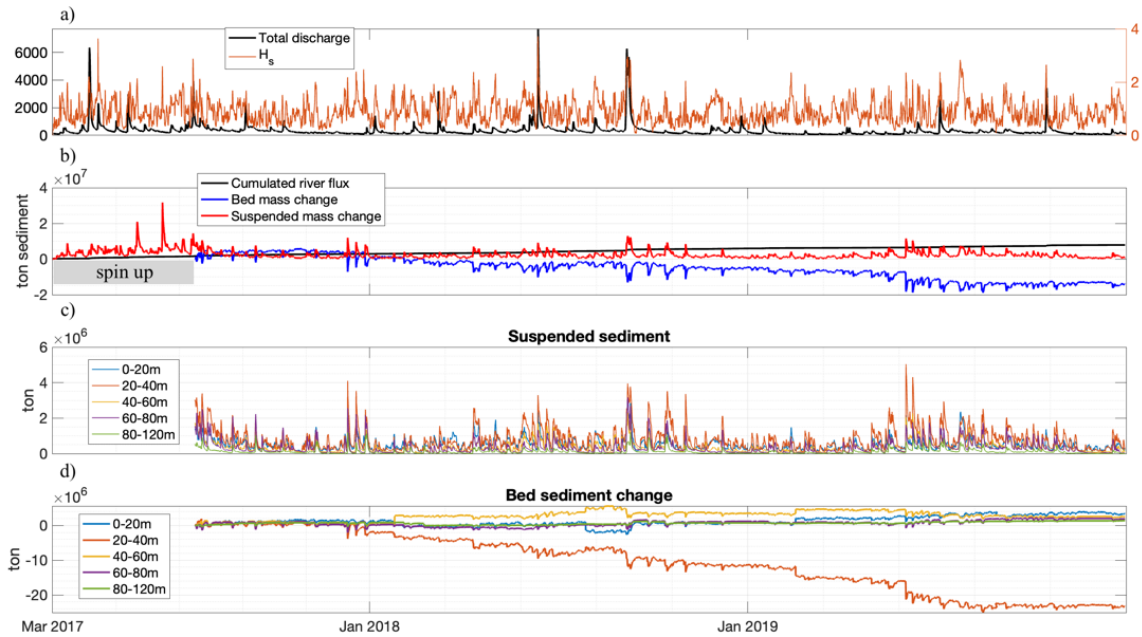 a)
Total discharge
H_s
6000
4000
2000
0
4
2
0
b)
×10^7
Cumulated river flux
Bed mass change
Suspended mass change
ton sediment
4
2
0
-2
spin up
c)
Suspended sediment
×10^6
0-20m
20-40m
40-60m
60-80m
80-120m
ton
6
4
2
0
d)
Bed sediment change
×10^6
0-20m
20-40m
40-60m
60-80m
80-120m
ton
0
-10
-20
Mar 2017
Jan 2018
Jan 2019